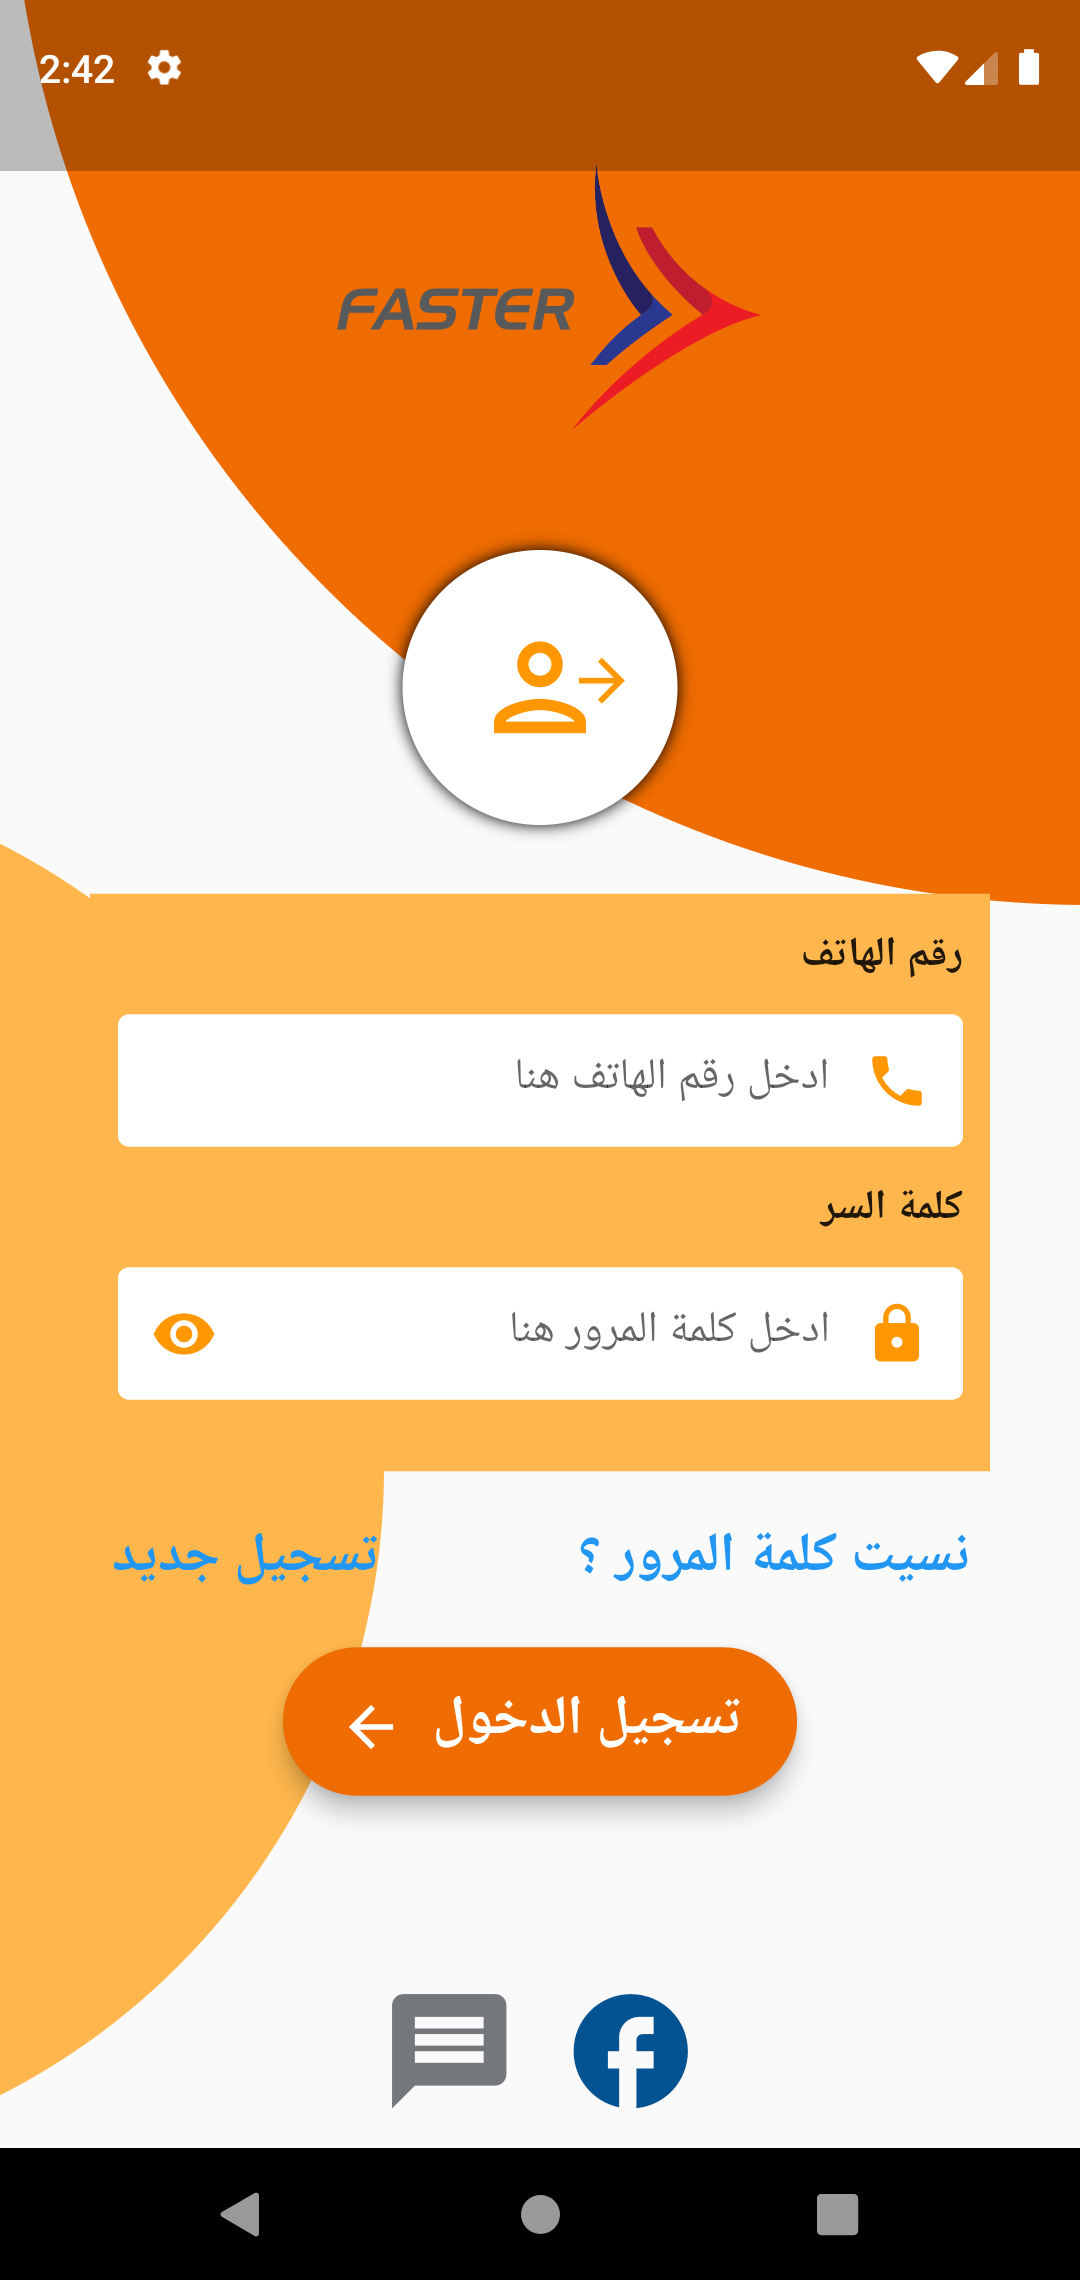 2:42
FASTER
رقم الهاتف
ادخل رقم الهاتف هنا
كلمة السر
ادخل كلمة المرور هنا
نسيت كلمة المرور ؟
تسجيل جديد
تسجيل الدخول